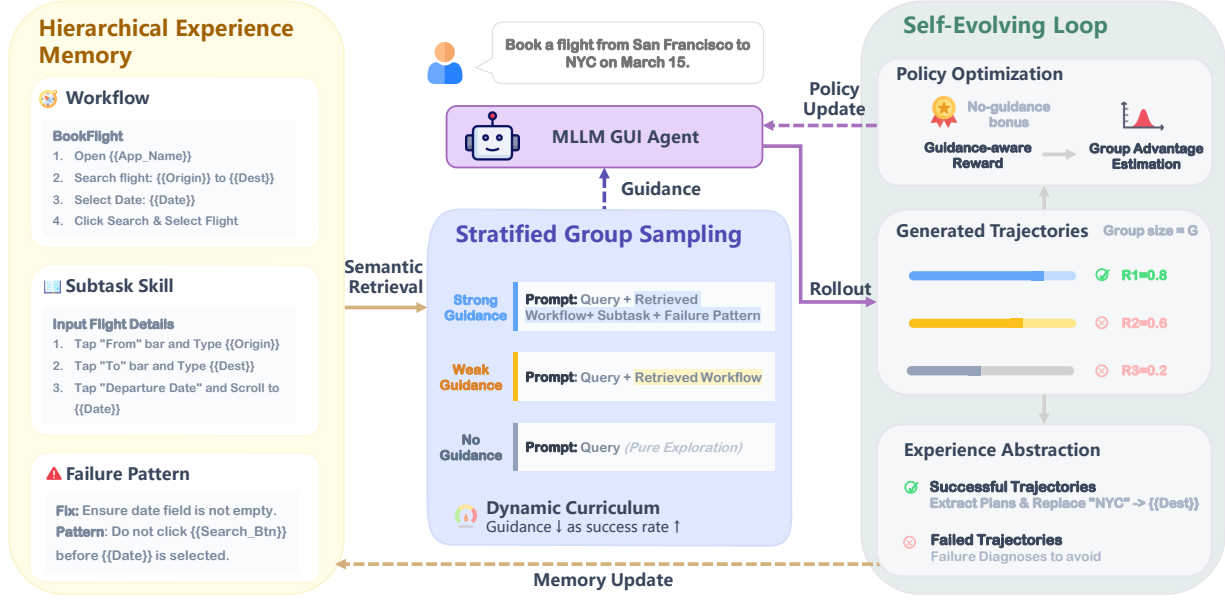 Hierarchical Experience
Memory
Workflow
BookFlight
1. Open {{App_Name}}
2. Search flight: {{Origin}} to {{Dest}}
3. Select Date: {{Date}}
4. Click Search & Select Flight
Subtask Skill
Input Flight Details
1. Tap "From" bar and Type {{Origin}}
2. Tap "To" bar and Type {{Dest}}
3. Tap "Departure Date" and Scroll to
{{Date}}
Failure Pattern
Fix: Ensure date field is not empty.
Pattern: Do not click {{Search_Btn}}
before {{Date}} is selected.
Semantic
Retrieval
Book a flight from San Francisco to
NYC on March 15.
MLLM GUI Agent
Guidance
Stratified Group Sampling
Strong
Guidance
Prompt: Query + Retrieved
Workflow+ Subtask + Failure Pattern
Weak
Guidance
Prompt: Query + Retrieved Workflow
No
Guidance
Prompt: Query (Pure Exploration)
Dynamic Curriculum
Guidance ↓ as success rate ↑
Memory Update
Policy
Update
Rollout
Self-Evolving Loop
Policy Optimization
No-guidance
bonus
Guidance-aware
Reward
Group Advantage
Estimation
Generated Trajectories
Group size = G
R1=0.8
R2=0.6
R3=0.2
Experience Abstraction
Successful Trajectories
Extract Plans & Replace "NYC" -> {{Dest}}
Failed Trajectories
Failure Diagnoses to avoid